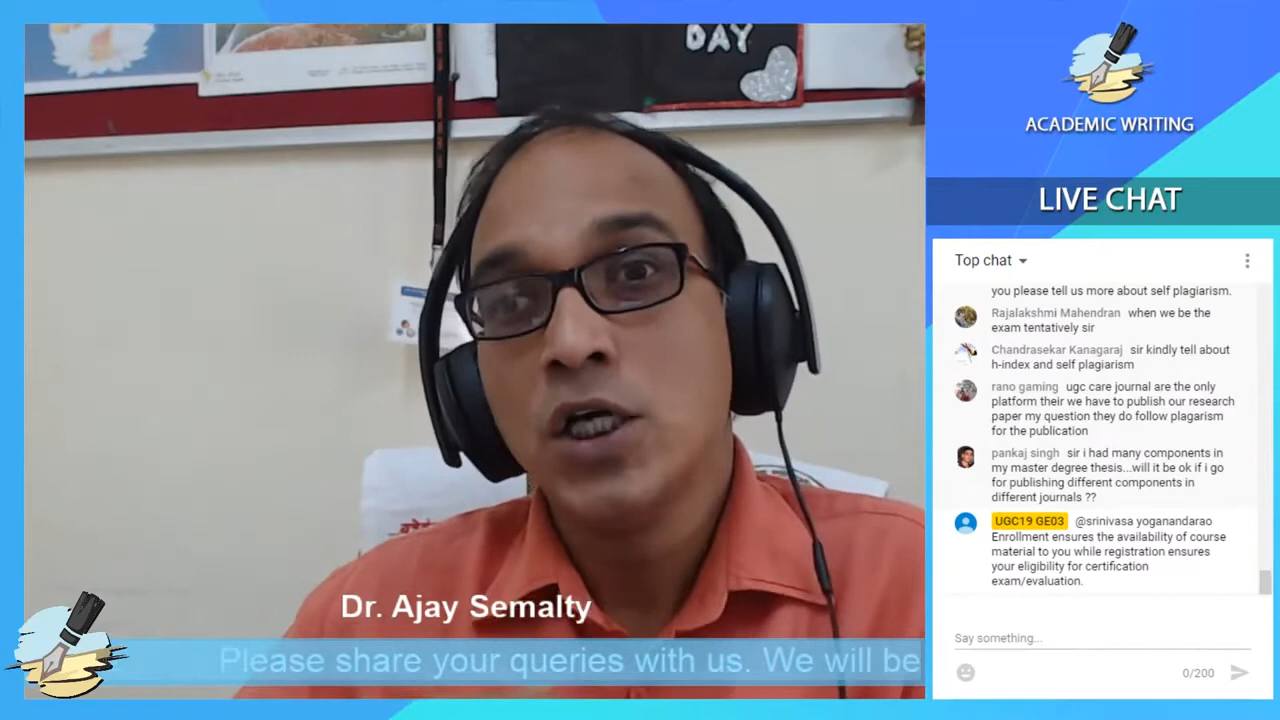 DAY
Dr. Ajay Semalty
Please share your queries with us. We will be
ACADEMIC WRITING
LIVE CHAT
Top chat
you please tell us more about self plagiarism.
Rajalakshmi Mahendran when we be the
exam tentatively sir
Chandrasekar Kanagaraj sir kindly tell about
h-index and self plagiarism
rano gaming ugc care journal are the only
platform their we have to publish our research
paper my question they do follow plagarism
for the publication
pankaj singh sir i had many components in
my master degree thesis...will it be ok if i go
for publishing different components in
different journals ??
UGC19 GE03 @srinivasa yoganandarao
Enrollment ensures the availability of course
material to you while registration ensures
your eligibility for certification
exam/evaluation.
Say something...
0/200